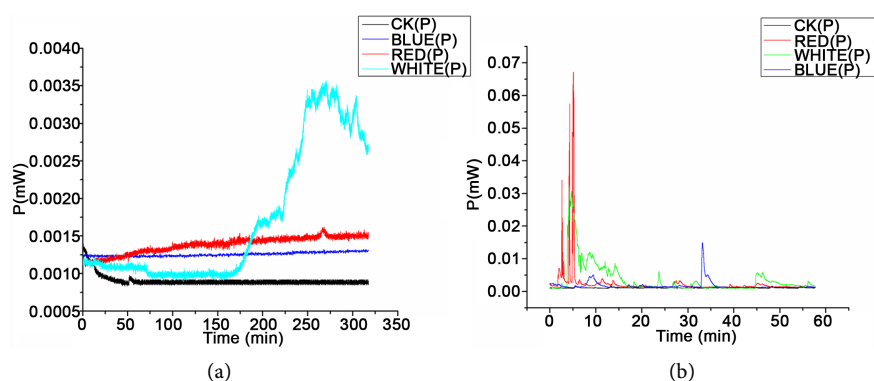 CK(P)
BLUE(P)
RED(P)
WHITE(P)
0.0040
0.0035
0.0030
0.0025
0.0020
0.0015
0.0010
0.0005
P(mW)
0 50 100 150 200 250 300 350
Time (min)
(a)
CK(P)
RED(P)
WHITE(P)
BLUE(P)
0.07
0.06
0.05
0.04
0.03
0.02
0.01
0.00
P(mW)
0 10 20 30 40 50 60
Time (min)
(b)